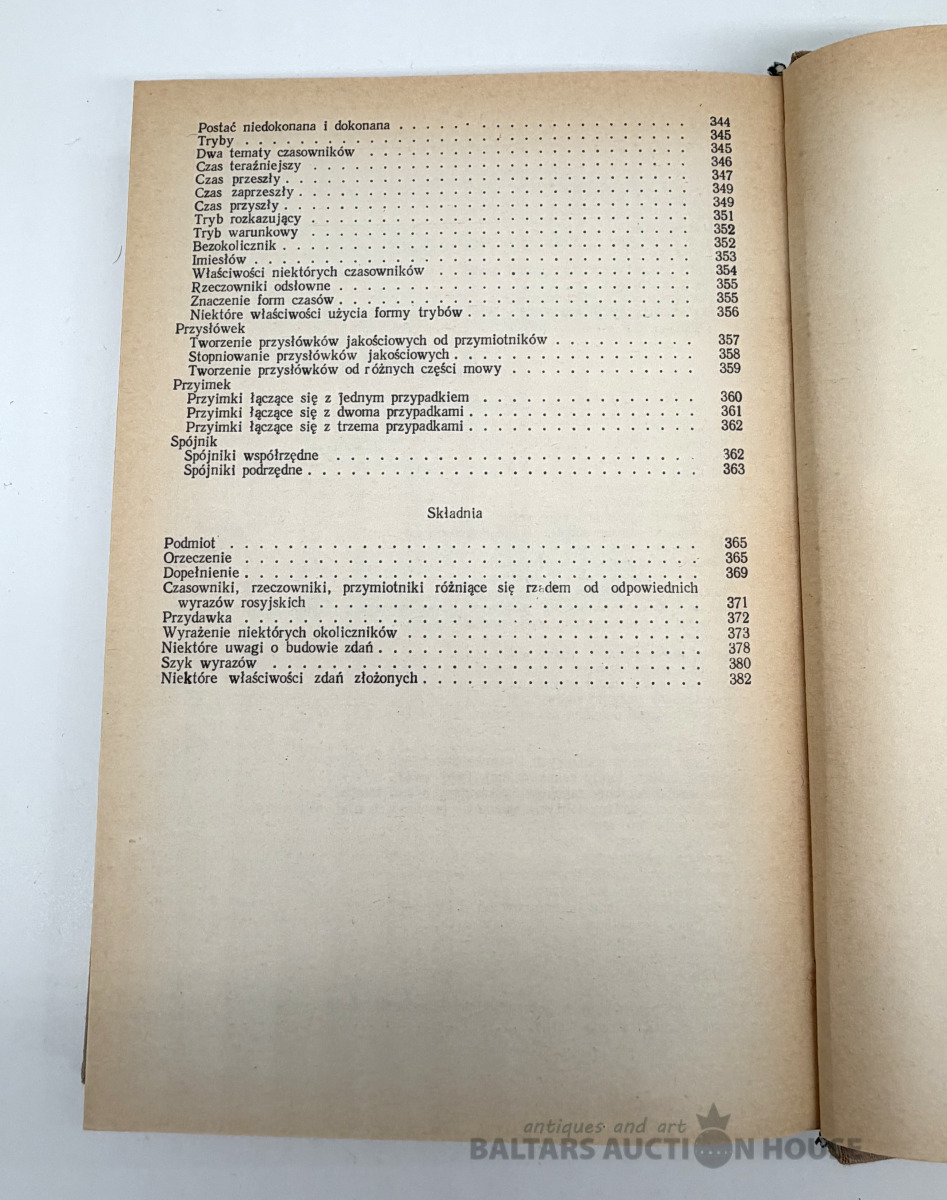 Postać niedokonana i dokonana . . . . . . . . . . . . . . . . . . . . . 344
Tryby . . . . . . . . . . . . . . . . . . . . . . . . . . . . . . . . 345
Dwa tematy czasowników . . . . . . . . . . . . . . . . . . . . . . . 345
Czas teraźniejszy . . . . . . . . . . . . . . . . . . . . . . . . . . . 346
Czas przeszły . . . . . . . . . . . . . . . . . . . . . . . . . . . . . 347
Czas zaprzeszły . . . . . . . . . . . . . . . . . . . . . . . . . . . . 349
Czas przyszły . . . . . . . . . . . . . . . . . . . . . . . . . . . . . 349
Tryb rozkazujący . . . . . . . . . . . . . . . . . . . . . . . . . . . 351
Tryb warunkowy . . . . . . . . . . . . . . . . . . . . . . . . . . . 352
Bezokolicznik . . . . . . . . . . . . . . . . . . . . . . . . . . . . . 352
Imiesłów . . . . . . . . . . . . . . . . . . . . . . . . . . . . . . . 353
Właściwości niektórych czasowników . . . . . . . . . . . . . . . . . . 354
Rzeczowniki odsłowne . . . . . . . . . . . . . . . . . . . . . . . . . 355
Znaczenie form czasów . . . . . . . . . . . . . . . . . . . . . . . . . 355
Niektóre właściwości użycia formy trybów . . . . . . . . . . . . . . . . 356
Przysłówek
Tworzenie przysłówków jakościowych od przymiotników . . . . . . . . . . 357
Stopniowanie przysłówków jakościowych . . . . . . . . . . . . . . . . . 358
Tworzenie przysłówków od różnych części mowy . . . . . . . . . . . . . 359
Przyimek
Przyimki łączące się z jednym przypadkiem . . . . . . . . . . . . . . . 360
Przyimki łączące się z dwoma przypadkami . . . . . . . . . . . . . . . . 361
Przyimki łączące się z trzema przypadkami . . . . . . . . . . . . . . . . 362
Spójnik
Spójniki współrzędne . . . . . . . . . . . . . . . . . . . . . . . . . 362
Spójniki podrzędne . . . . . . . . . . . . . . . . . . . . . . . . . . . 363
Składnia
Podmiot . . . . . . . . . . . . . . . . . . . . . . . . . . . . . . . . 365
Orzeczenie . . . . . . . . . . . . . . . . . . . . . . . . . . . . . . . 365
Dopełnienie . . . . . . . . . . . . . . . . . . . . . . . . . . . . . . 369
Czasowniki, rzeczowniki, przymiotniki różniące się rządem od odpowiednich
wyrazów rosyjskich . . . . . . . . . . . . . . . . . . . . . . . . . . . 371
Przydawka . . . . . . . . . . . . . . . . . . . . . . . . . . . . . . . 372
Wyrażenie niektórych okoliczników . . . . . . . . . . . . . . . . . . . . 373
Niektóre uwagi o budowie zdań . . . . . . . . . . . . . . . . . . . . . . 378
Szyk wyrazów . . . . . . . . . . . . . . . . . . . . . . . . . . . . . . 380
Niektóre właściwości zdań złożonych . . . . . . . . . . . . . . . . . . . 382
antiques and art
BALTARS AUCTION HOUSE